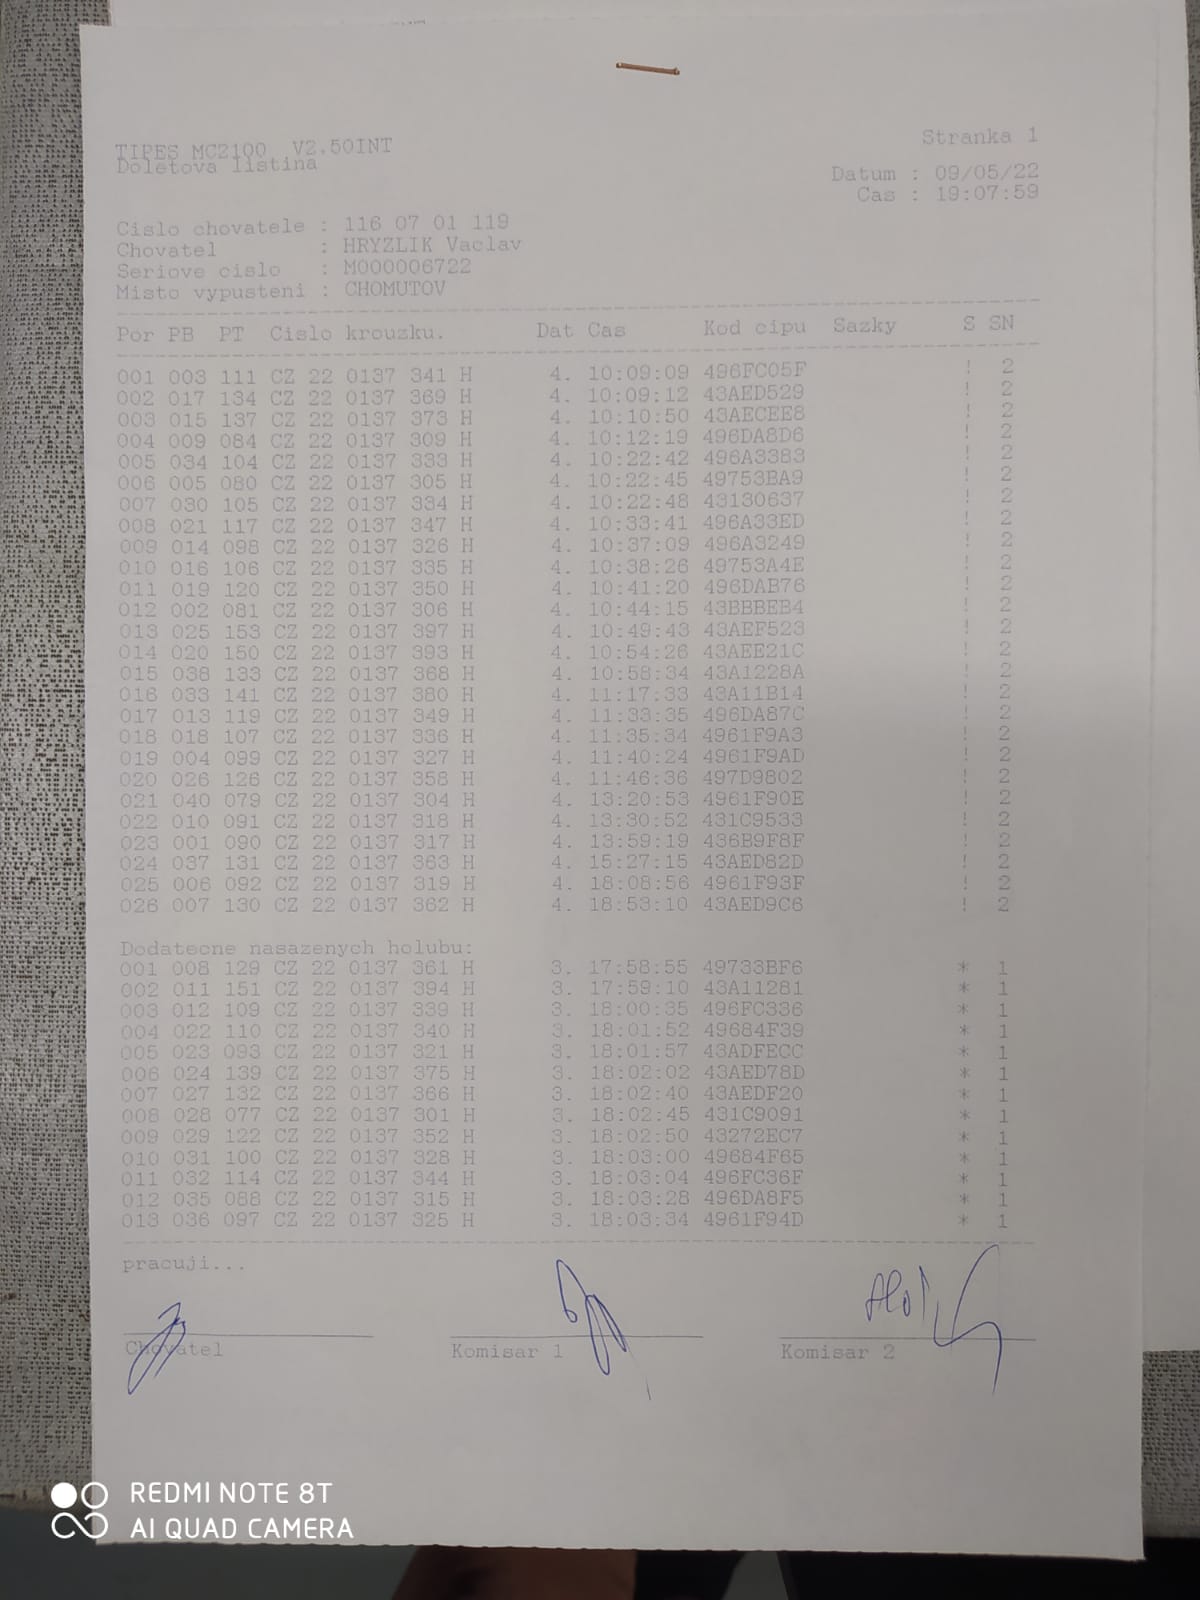 TIPES MC2100 V2.50INT
Stranka 1
Doletova listina
Datum : 09/05/22
Cas : 19:07:59
Cislo chovatele : 116 07 01 119
Chovatel : HRYZLIK Vaclav
Seriove cislo : M000006722
Misto vypusteni : CHOMUTOV
Por PB PT Cislo krouzku. Dat Cas Kod cipu Sazky S SN
001 003 111 CZ 22 0137 341 H 4. 10:09:09 496FC05F ! 2
002 017 134 CZ 22 0137 369 H 4. 10:09:12 43AED529 ! 2
003 015 137 CZ 22 0137 373 H 4. 10:10:50 43AECEE8 ! 2
004 009 084 CZ 22 0137 309 H 4. 10:12:19 496DA8D6 ! 2
005 034 104 CZ 22 0137 333 H 4. 10:22:42 496A3383 ! 2
006 005 080 CZ 22 0137 305 H 4. 10:22:45 49753BA9 ! 2
007 030 105 CZ 22 0137 334 H 4. 10:22:48 43130637 ! 2
008 021 117 CZ 22 0137 347 H 4. 10:33:41 496A33ED ! 2
009 014 098 CZ 22 0137 326 H 4. 10:37:09 496A3249 ! 2
010 016 106 CZ 22 0137 335 H 4. 10:38:26 49753A4E ! 2
011 019 120 CZ 22 0137 350 H 4. 10:41:20 496DAB76 ! 2
012 002 081 CZ 22 0137 306 H 4. 10:44:15 43BBBEB4 ! 2
013 025 153 CZ 22 0137 397 H 4. 10:49:43 43AEF523 ! 2
014 020 150 CZ 22 0137 393 H 4. 10:54:26 43AEE21C ! 2
015 038 133 CZ 22 0137 368 H 4. 10:58:34 43A1228A ! 2
016 033 141 CZ 22 0137 380 H 4. 11:17:33 43A11B14 ! 2
017 013 119 CZ 22 0137 349 H 4. 11:33:35 496DA87C ! 2
018 018 107 CZ 22 0137 336 H 4. 11:35:34 4961F9A3 ! 2
019 004 099 CZ 22 0137 327 H 4. 11:40:24 4961F9AD ! 2
020 026 126 CZ 22 0137 358 H 4. 11:46:36 497D9802 ! 2
021 040 079 CZ 22 0137 304 H 4. 13:20:53 4961F90E ! 2
022 010 091 CZ 22 0137 318 H 4. 13:30:52 431C9533 ! 2
023 001 090 CZ 22 0137 317 H 4. 13:59:19 436B9F8F ! 2
024 037 131 CZ 22 0137 363 H 4. 15:27:15 43AED82D ! 2
025 006 092 CZ 22 0137 319 H 4. 18:08:56 4961F93F ! 2
026 007 130 CZ 22 0137 362 H 4. 18:53:10 43AED9C6 ! 2
Dodatecne nasazenych holubu:
001 008 129 CZ 22 0137 361 H 3. 17:58:55 49733BF6 * 1
002 011 151 CZ 22 0137 394 H 3. 17:59:10 43A11281 * 1
003 012 109 CZ 22 0137 339 H 3. 18:00:35 496FC336 * 1
004 022 110 CZ 22 0137 340 H 3. 18:01:52 49684F39 * 1
005 023 093 CZ 22 0137 321 H 3. 18:01:57 43ADFECC * 1
006 024 139 CZ 22 0137 375 H 3. 18:02:02 43AED78D * 1
007 027 132 CZ 22 0137 366 H 3. 18:02:40 43AEDF20 * 1
008 028 077 CZ 22 0137 301 H 3. 18:02:45 431C9091 * 1
009 029 122 CZ 22 0137 352 H 3. 18:02:50 43272EC7 * 1
010 031 100 CZ 22 0137 328 H 3. 18:03:00 49684F65 * 1
011 032 114 CZ 22 0137 344 H 3. 18:03:04 496FC36F * 1
012 035 088 CZ 22 0137 315 H 3. 18:03:28 496DA8F5 * 1
013 036 097 CZ 22 0137 325 H 3. 18:03:34 4961F94D * 1
pracuji...
Chovatel Komisar 1 Komisar 2
REDMI NOTE 8T
AI QUAD CAMERA